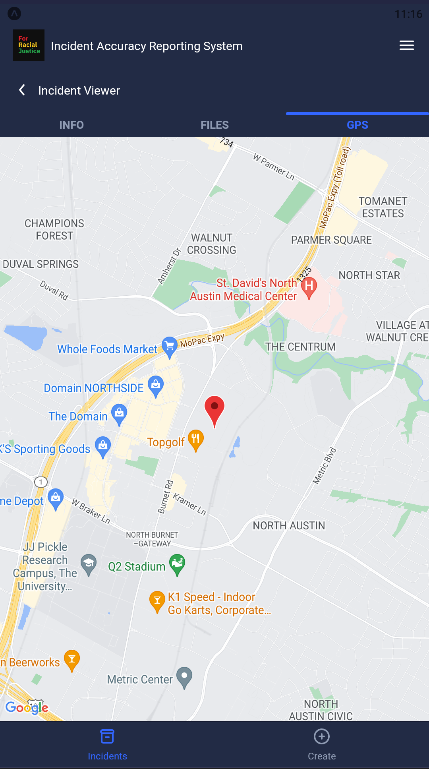 11:16
For
Racial
Justice
Incident Accuracy Reporting System
Incident Viewer
INFO
FILES
GPS
734
W Parmer Ln
MoPac Expy (Toll road)
TOMANET
ESTATES
CHAMPIONS
FOREST
WALNUT
CROSSING
PARMER SQUARE
DUVAL SPRINGS
Amherst Dr
1325
NORTH STAR
St. David's North
Austin Medical Center
Duval Rd
VILLAGE AT
WALNUT CRE
MoPac Expy
Whole Foods Market
THE CENTRUM
Domain NORTHSIDE
The Domain
Topgolf
K'S Sporting Goods
Metric Blvd
1
Burnet Rd
Kramer Ln
me Depot
W Braker Ln
NORTH AUSTIN
NORTH BURNET
-GATEWAY
JJ Pickle
Research
Campus, The
University...
Q2 Stadium
K1 Speed - Indoor
Go Karts, Corporate...
n Beerworks
Metric Center
Google
NORTH
AUSTIN CIVIC
Incidents
Create